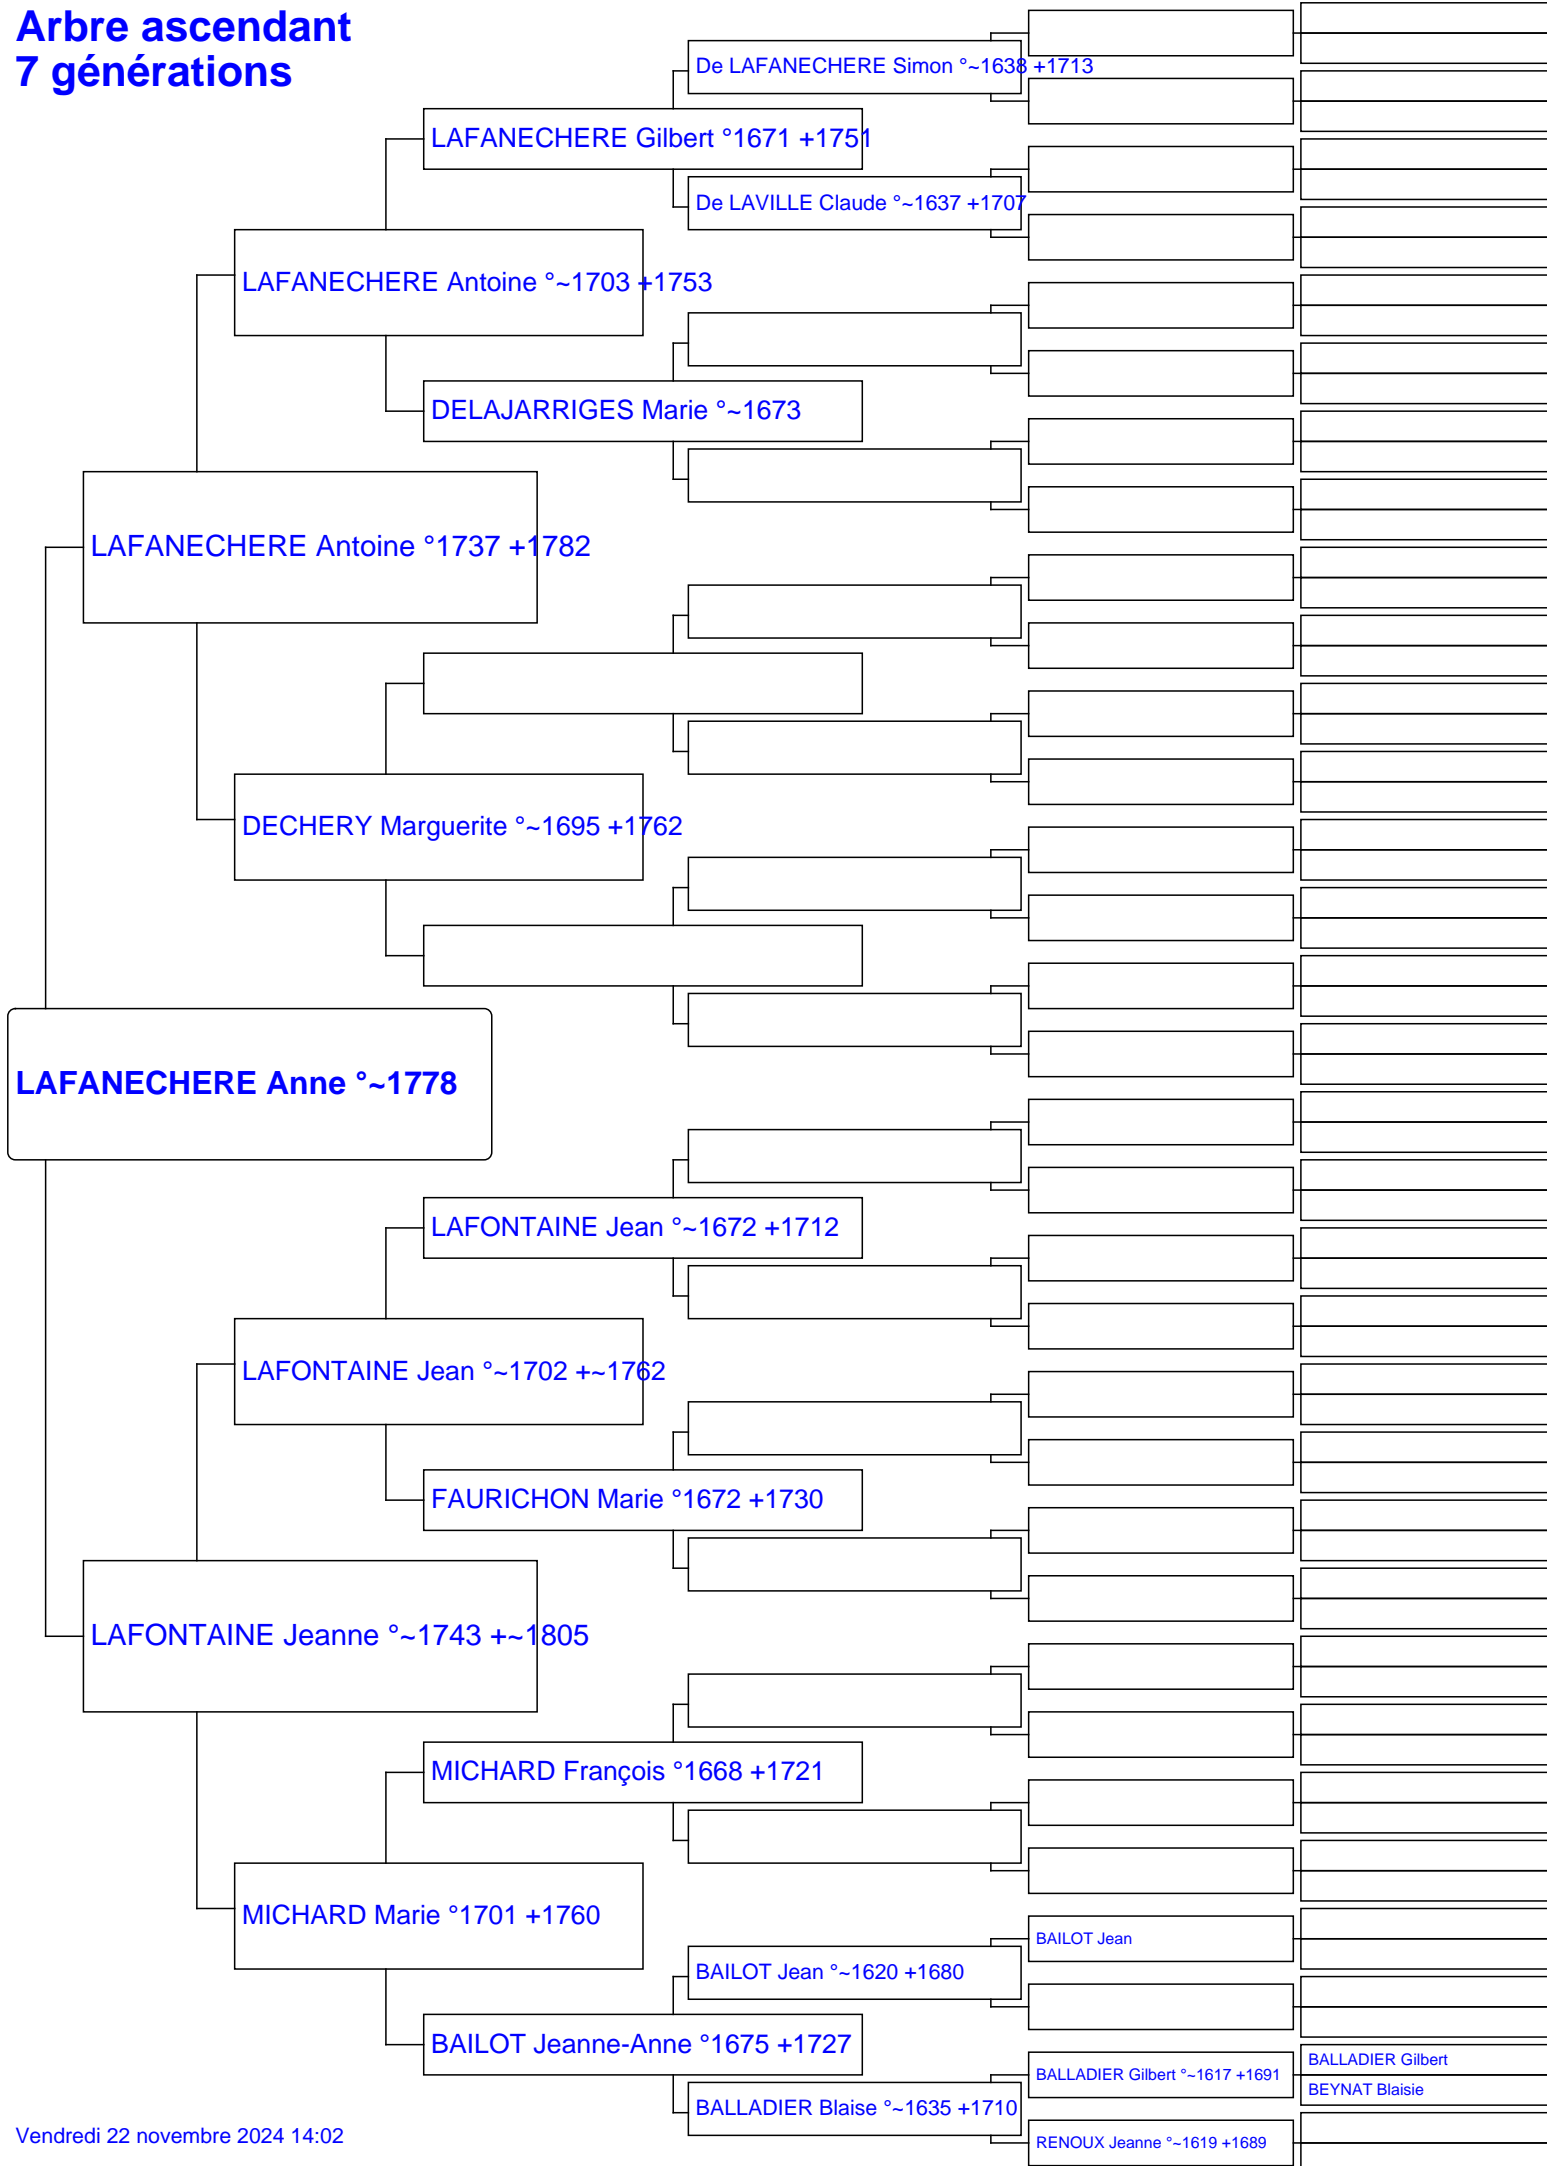 Arbre ascendant
7 générations
De LAFANECHERE Simon °~1638 +1713
LAFANECHERE Gilbert °1671 +1751
De LAVILLE Claude °~1637 +1707
LAFANECHERE Antoine °~1703 +1753
DELAJARRIGES Marie °~1673
LAFANECHERE Antoine °1737 +1782
DECHERY Marguerite °~1695 +1762
LAFANECHERE Anne °~1778
LAFONTAINE Jean °~1672 +1712
LAFONTAINE Jean °~1702 +~1762
FAURICHON Marie °1672 +1730
LAFONTAINE Jeanne °~1743 +~1805
MICHARD François °1668 +1721
MICHARD Marie °1701 +1760
BAILOT Jean
BAILOT Jean °~1620 +1680
BAILOT Jeanne-Anne °1675 +1727
BALLADIER Gilbert
BALLADIER Gilbert °~1617 +1691
BEYNAT Blaisie
BALLADIER Blaise °~1635 +1710
RENOUX Jeanne °~1619 +1689
Vendredi 22 novembre 2024 14:02